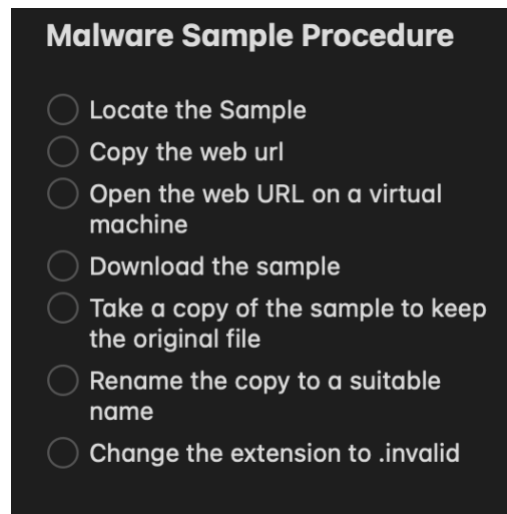 Malware Sample Procedure
Locate the Sample
Copy the web url
Open the web URL on a virtual
machine
Download the sample
Take a copy of the sample to keep
the original file
Rename the copy to a suitable
name
Change the extension to .invalid